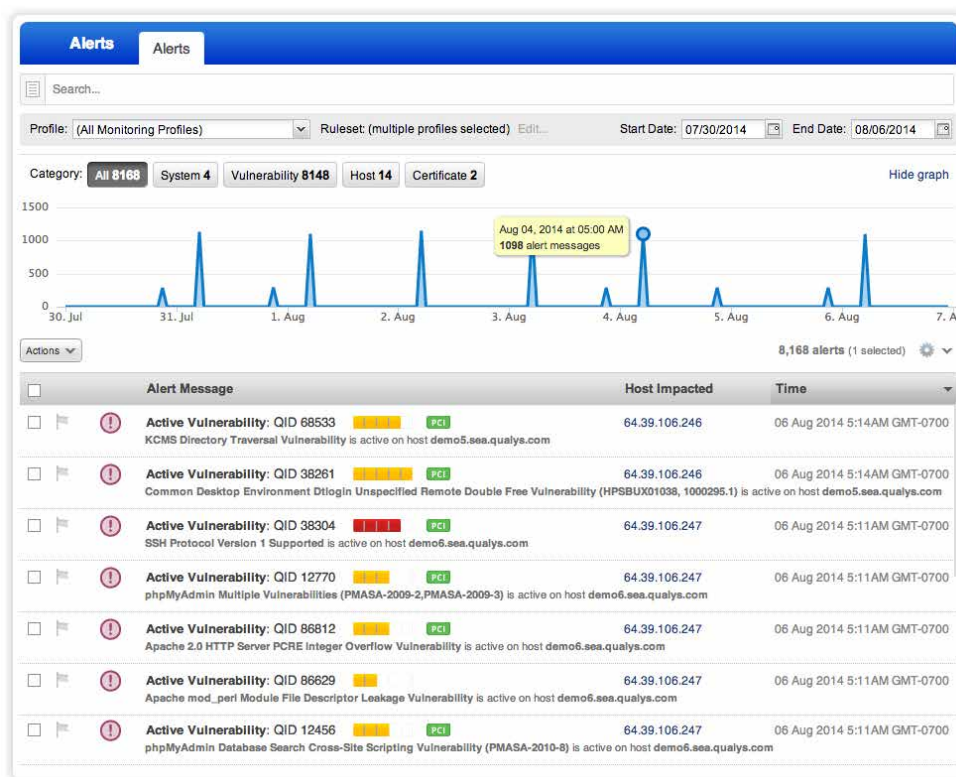 Alerts
Alerts
Search...
Profile: (All Monitoring Profiles) Ruleset: (multiple profiles selected) Edit... Start Date: 07/30/2014 End Date: 08/06/2014
Category: All 8168 System 4 Vulnerability 8148 Host 14 Certificate 2 Hide graph
1500
1000
500
0
Aug 04, 2014 at 05:00 AM
1098 alert messages
30. Jul 31. Jul 1. Aug 2. Aug 3. Aug 4. Aug 5. Aug 6. Aug 7. A
Actions 8,168 alerts (1 selected)
Alert Message Host Impacted Time
Active Vulnerability: QID 68533 PCI 64.39.106.246 06 Aug 2014 5:14AM GMT-0700
KCMS Directory Traversal Vulnerability is active on host demo5.sea.qualys.com
Active Vulnerability: QID 38261 PCI 64.39.106.246 06 Aug 2014 5:14AM GMT-0700
Common Desktop Environment Dtlogin Unspecified Remote Double Free Vulnerability (HPSBUX01038, 1000295.1) is active on host demo5.sea.qualys.com
Active Vulnerability: QID 38304 PCI 64.39.106.247 06 Aug 2014 5:11AM GMT-0700
SSH Protocol Version 1 Supported is active on host demo6.sea.qualys.com
Active Vulnerability: QID 12770 PCI 64.39.106.247 06 Aug 2014 5:11AM GMT-0700
phpMyAdmin Multiple Vulnerabilities (PMASA-2009-2,PMASA-2009-3) is active on host demo6.sea.qualys.com
Active Vulnerability: QID 86812 PCI 64.39.106.247 06 Aug 2014 5:11AM GMT-0700
Apache 2.0 HTTP Server PCRE Integer Overflow Vulnerability is active on host demo6.sea.qualys.com
Active Vulnerability: QID 86629 64.39.106.247 06 Aug 2014 5:11AM GMT-0700
Apache mod_perl Module File Descriptor Leakage Vulnerability is active on host demo6.sea.qualys.com
Active Vulnerability: QID 12456 PCI 64.39.106.247 06 Aug 2014 5:11AM GMT-0700
phpMyAdmin Database Search Cross-Site Scripting Vulnerability (PMASA-2010-8) is active on host demo6.sea.qualys.com